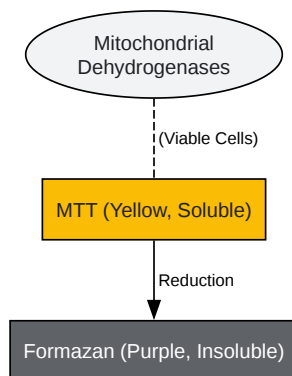 Mitochondrial
Dehydrogenases
(Viable Cells)
MTT (Yellow, Soluble)
Reduction
Formazan (Purple, Insoluble)